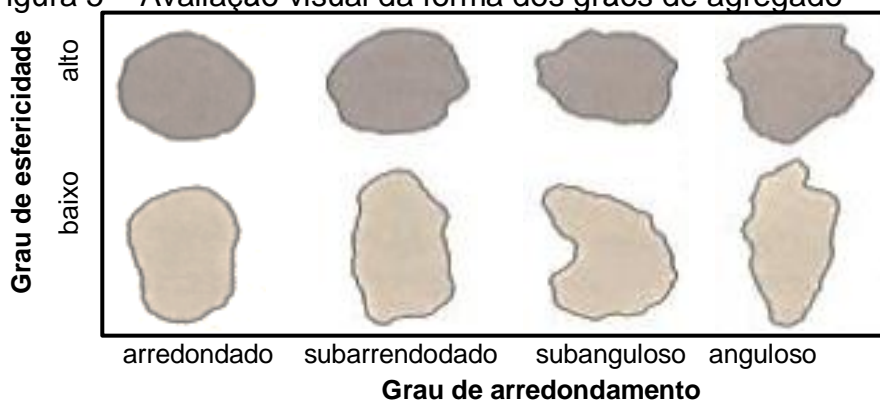 Avaliação visual da forma dos grãos de agregado
Grau de esfericidade
alto
baixo
arredondado subarrendodado subanguloso anguloso
Grau de arredondamento